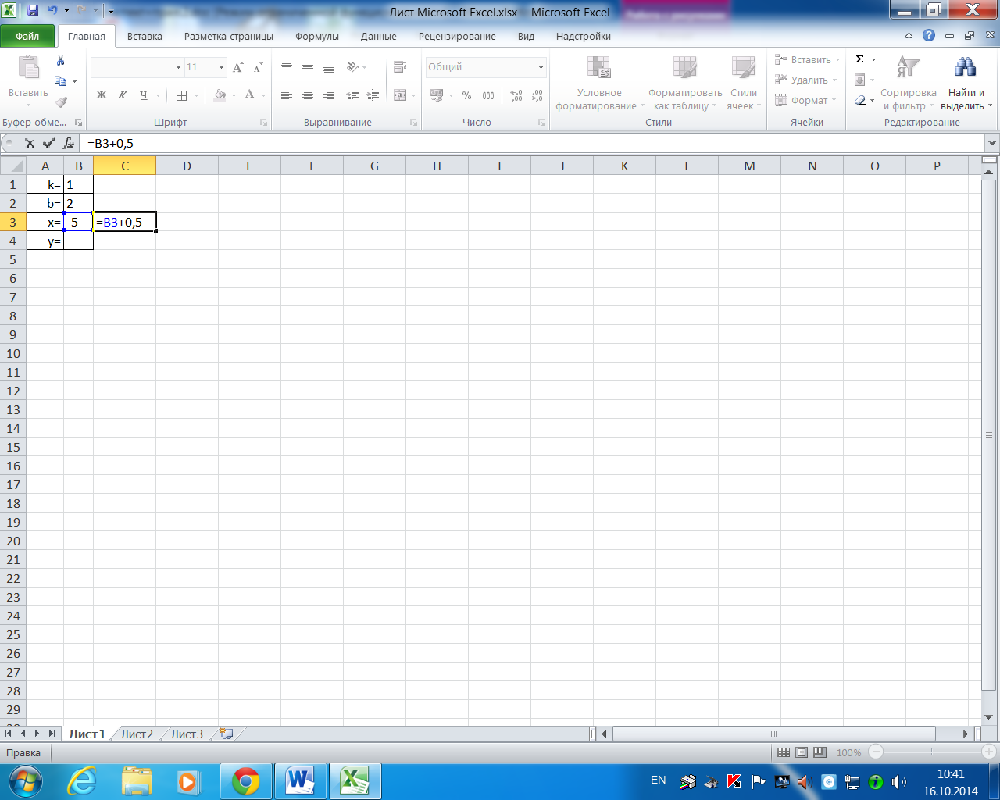 Лист Microsoft Excel.xlsx - Microsoft Excel
Файл Главная Вставка Разметка страницы Формулы Данные Рецензирование Вид Надстройки
Вставить
Буфер обме...
11
Ж К Ч A
Шрифт
Выравнивание
Общий
% 000
Число
Условное форматирование
Форматировать как таблицу
Стили ячеек
Стили
Вставить
Удалить
Формат
Ячейки
Σ
Сортировка и фильтр
Найти и выделить
Редактирование
fx =B3+0,5
A B C D E F G H I J K L M N O P
1 k= 1
2 b= 2
3 x= -5 =B3+0,5
4 y=
5
6
7
8
9
10
11
12
13
14
15
16
17
18
19
20
21
22
23
24
25
26
27
28
29
Лист1 Лист2 Лист3
Правка 100%
EN 10:41
16.10.2014